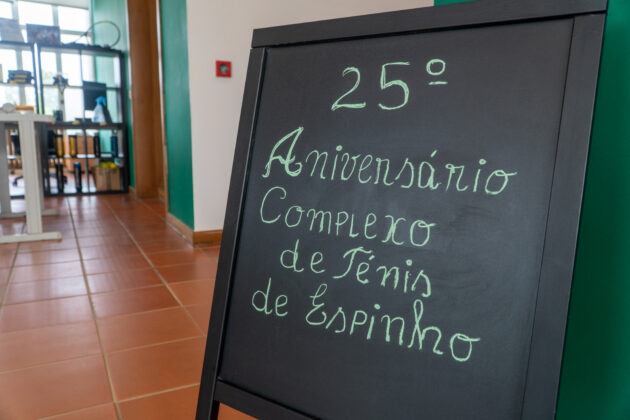 25º
Aniversário
Complexo
de Ténis
de Espinho